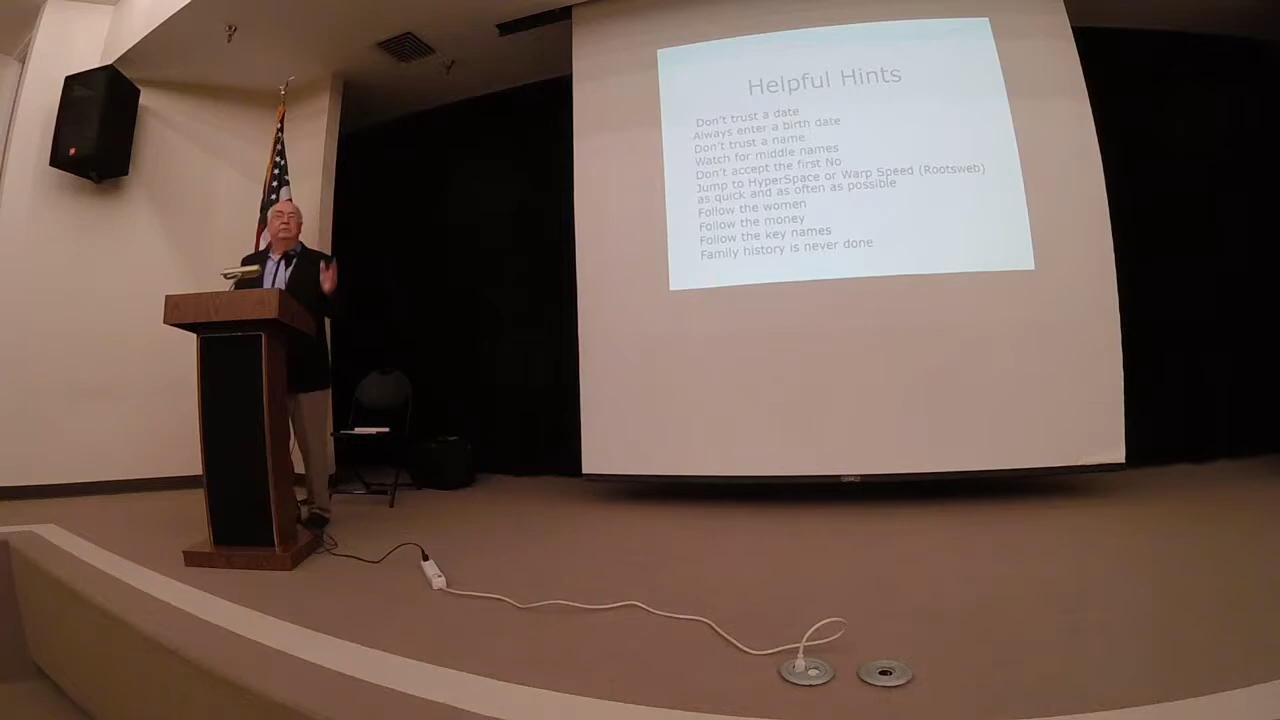 Helpful Hints
Don't trust a date
Always enter a birth date
Don't trust a name
Watch for middle names
Don't accept the first No
Jump to HyperSpace or Warp Speed (Rootsweb)
as quick and as often as possible
Follow the women
Follow the money
Follow the key names
Family history is never done